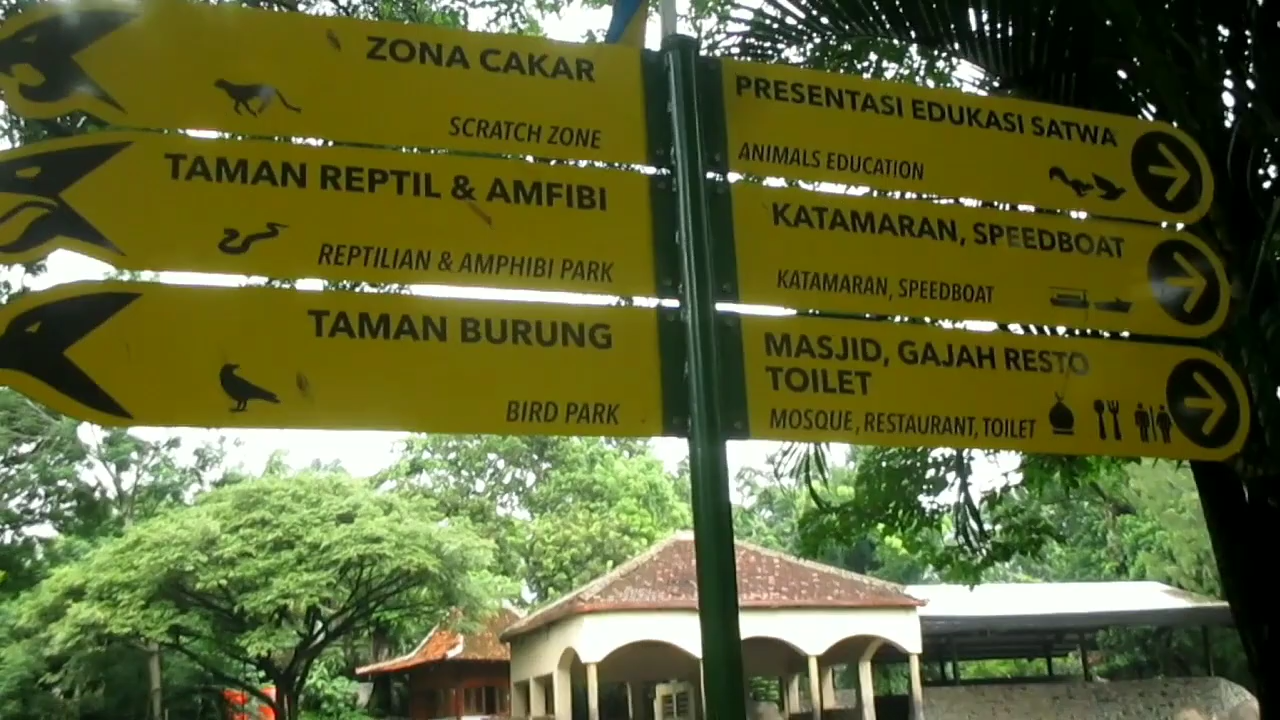 ZONA CAKAR
SCRATCH ZONE
TAMAN REPTIL & AMFIBI
REPTILIAN & AMPHIBI PARK
TAMAN BURUNG
BIRD PARK
PRESENTASI EDUKASI SATWA
ANIMALS EDUCATION
KATAMARAN, SPEEDBOAT
KATAMARAN, SPEEDBOAT
MASJID, GAJAH RESTO
TOILET
MOSQUE, RESTAURANT, TOILET